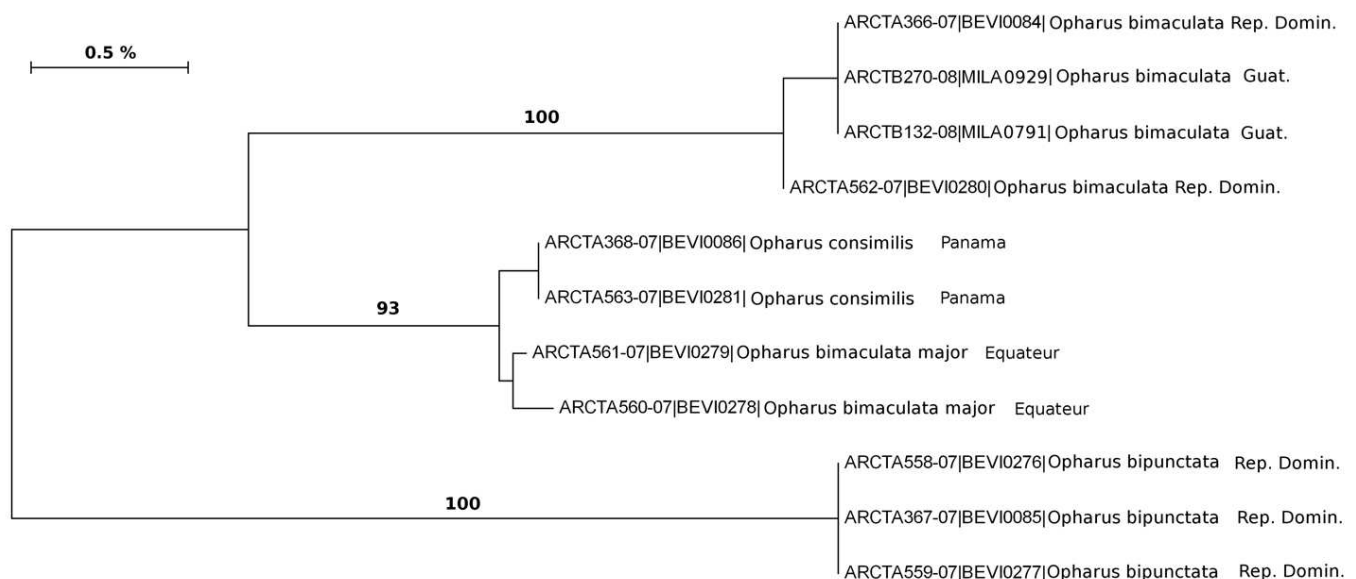 ARCTA366-07|BEVI0084| Opharus bimaculata Rep. Domin.
0.5 %
ARCTB270-08|MILA0929| Opharus bimaculata Guat.
100
ARCTB132-08|MILA0791| Opharus bimaculata Guat.
ARCTA562-07|BEVI0280| Opharus bimaculata Rep. Domin.
ARCTA368-07|BEVI0086| Opharus consimilis Panama
93
ARCTA563-07|BEVI0281| Opharus consimilis Panama
ARCTA561-07|BEVI0279| Opharus bimaculata major Equateur
ARCTA560-07|BEVI0278| Opharus bimaculata major Equateur
ARCTA558-07|BEVI0276| Opharus bipunctata Rep. Domin.
100
ARCTA367-07|BEVI0085| Opharus bipunctata Rep. Domin.
ARCTA559-07|BEVI0277| Opharus bipunctata Rep. Domin.